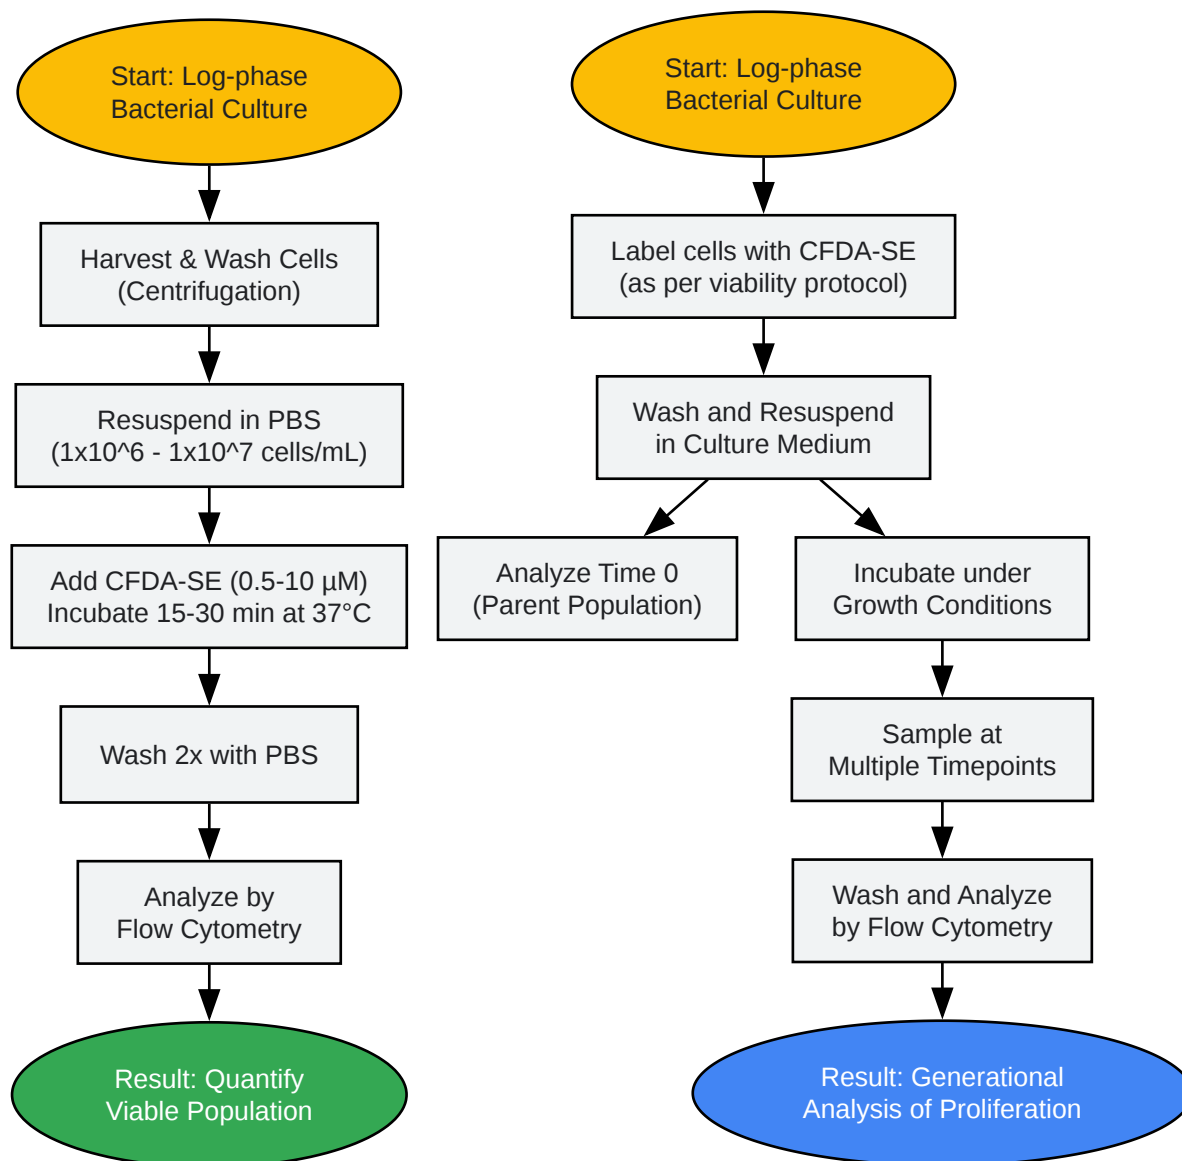 Start: Log-phase
Bacterial Culture
Harvest & Wash Cells
(Centrifugation)
Resuspend in PBS
(1x10^6 - 1x10^7 cells/mL)
Add CFDA-SE (0.5-10 µM)
Incubate 15-30 min at 37°C
Wash 2x with PBS
Analyze by
Flow Cytometry
Result: Quantify
Viable Population
Start: Log-phase
Bacterial Culture
Label cells with CFDA-SE
(as per viability protocol)
Wash and Resuspend
in Culture Medium
Analyze Time 0
(Parent Population)
Incubate under
Growth Conditions
Sample at
Multiple Timepoints
Wash and Analyze
by Flow Cytometry
Result: Generational
Analysis of Proliferation